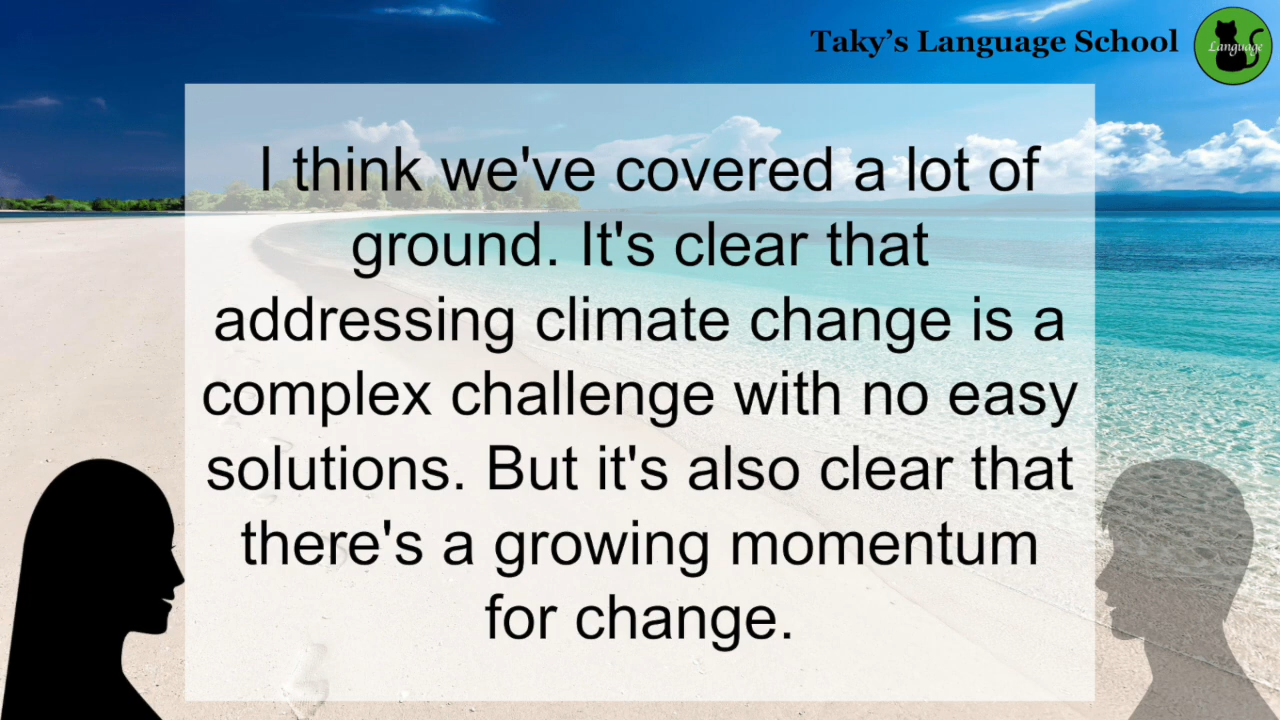 Taky's Language School
Language
I think we've covered a lot of
ground. It's clear that
addressing climate change is a
complex challenge with no easy
solutions. But it's also clear that
there's a growing momentum
for change.